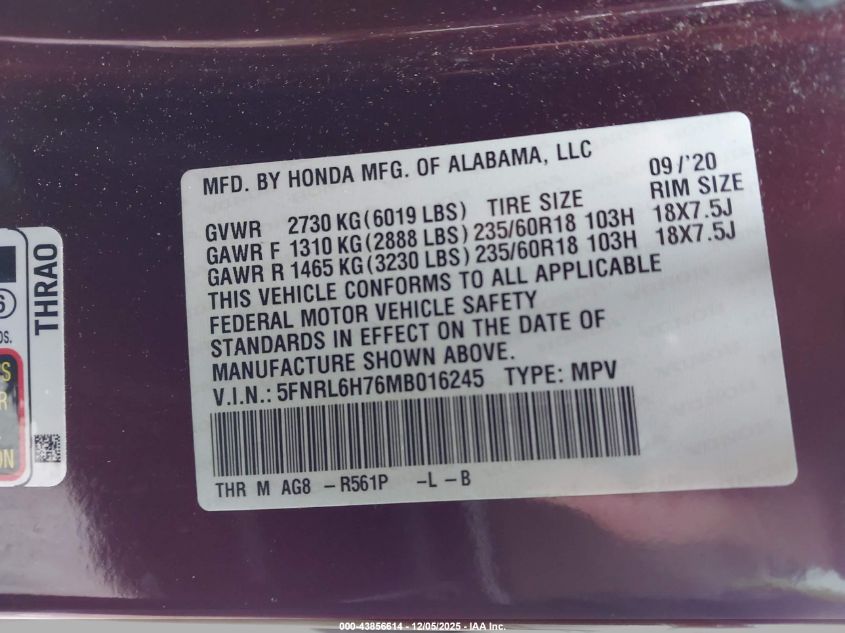 MFD. BY HONDA MFG. OF ALABAMA, LLC 09/'20
GVWR 2730 KG(6019 LBS) TIRE SIZE RIM SIZE
GAWR F 1310 KG(2888 LBS) 235/60R18 103H 18X7.5J
GAWR R 1465 KG(3230 LBS) 235/60R18 103H 18X7.5J
THIS VEHICLE CONFORMS TO ALL APPLICABLE
FEDERAL MOTOR VEHICLE SAFETY
STANDARDS IN EFFECT ON THE DATE OF
MANUFACTURE SHOWN ABOVE.
V.I.N.: 5FNRL6H76MB016245 TYPE: MPV
THR M AG8 -R561P -L -B
THRA0
000-43856614 - 12/05/2025 - IAA Inc.